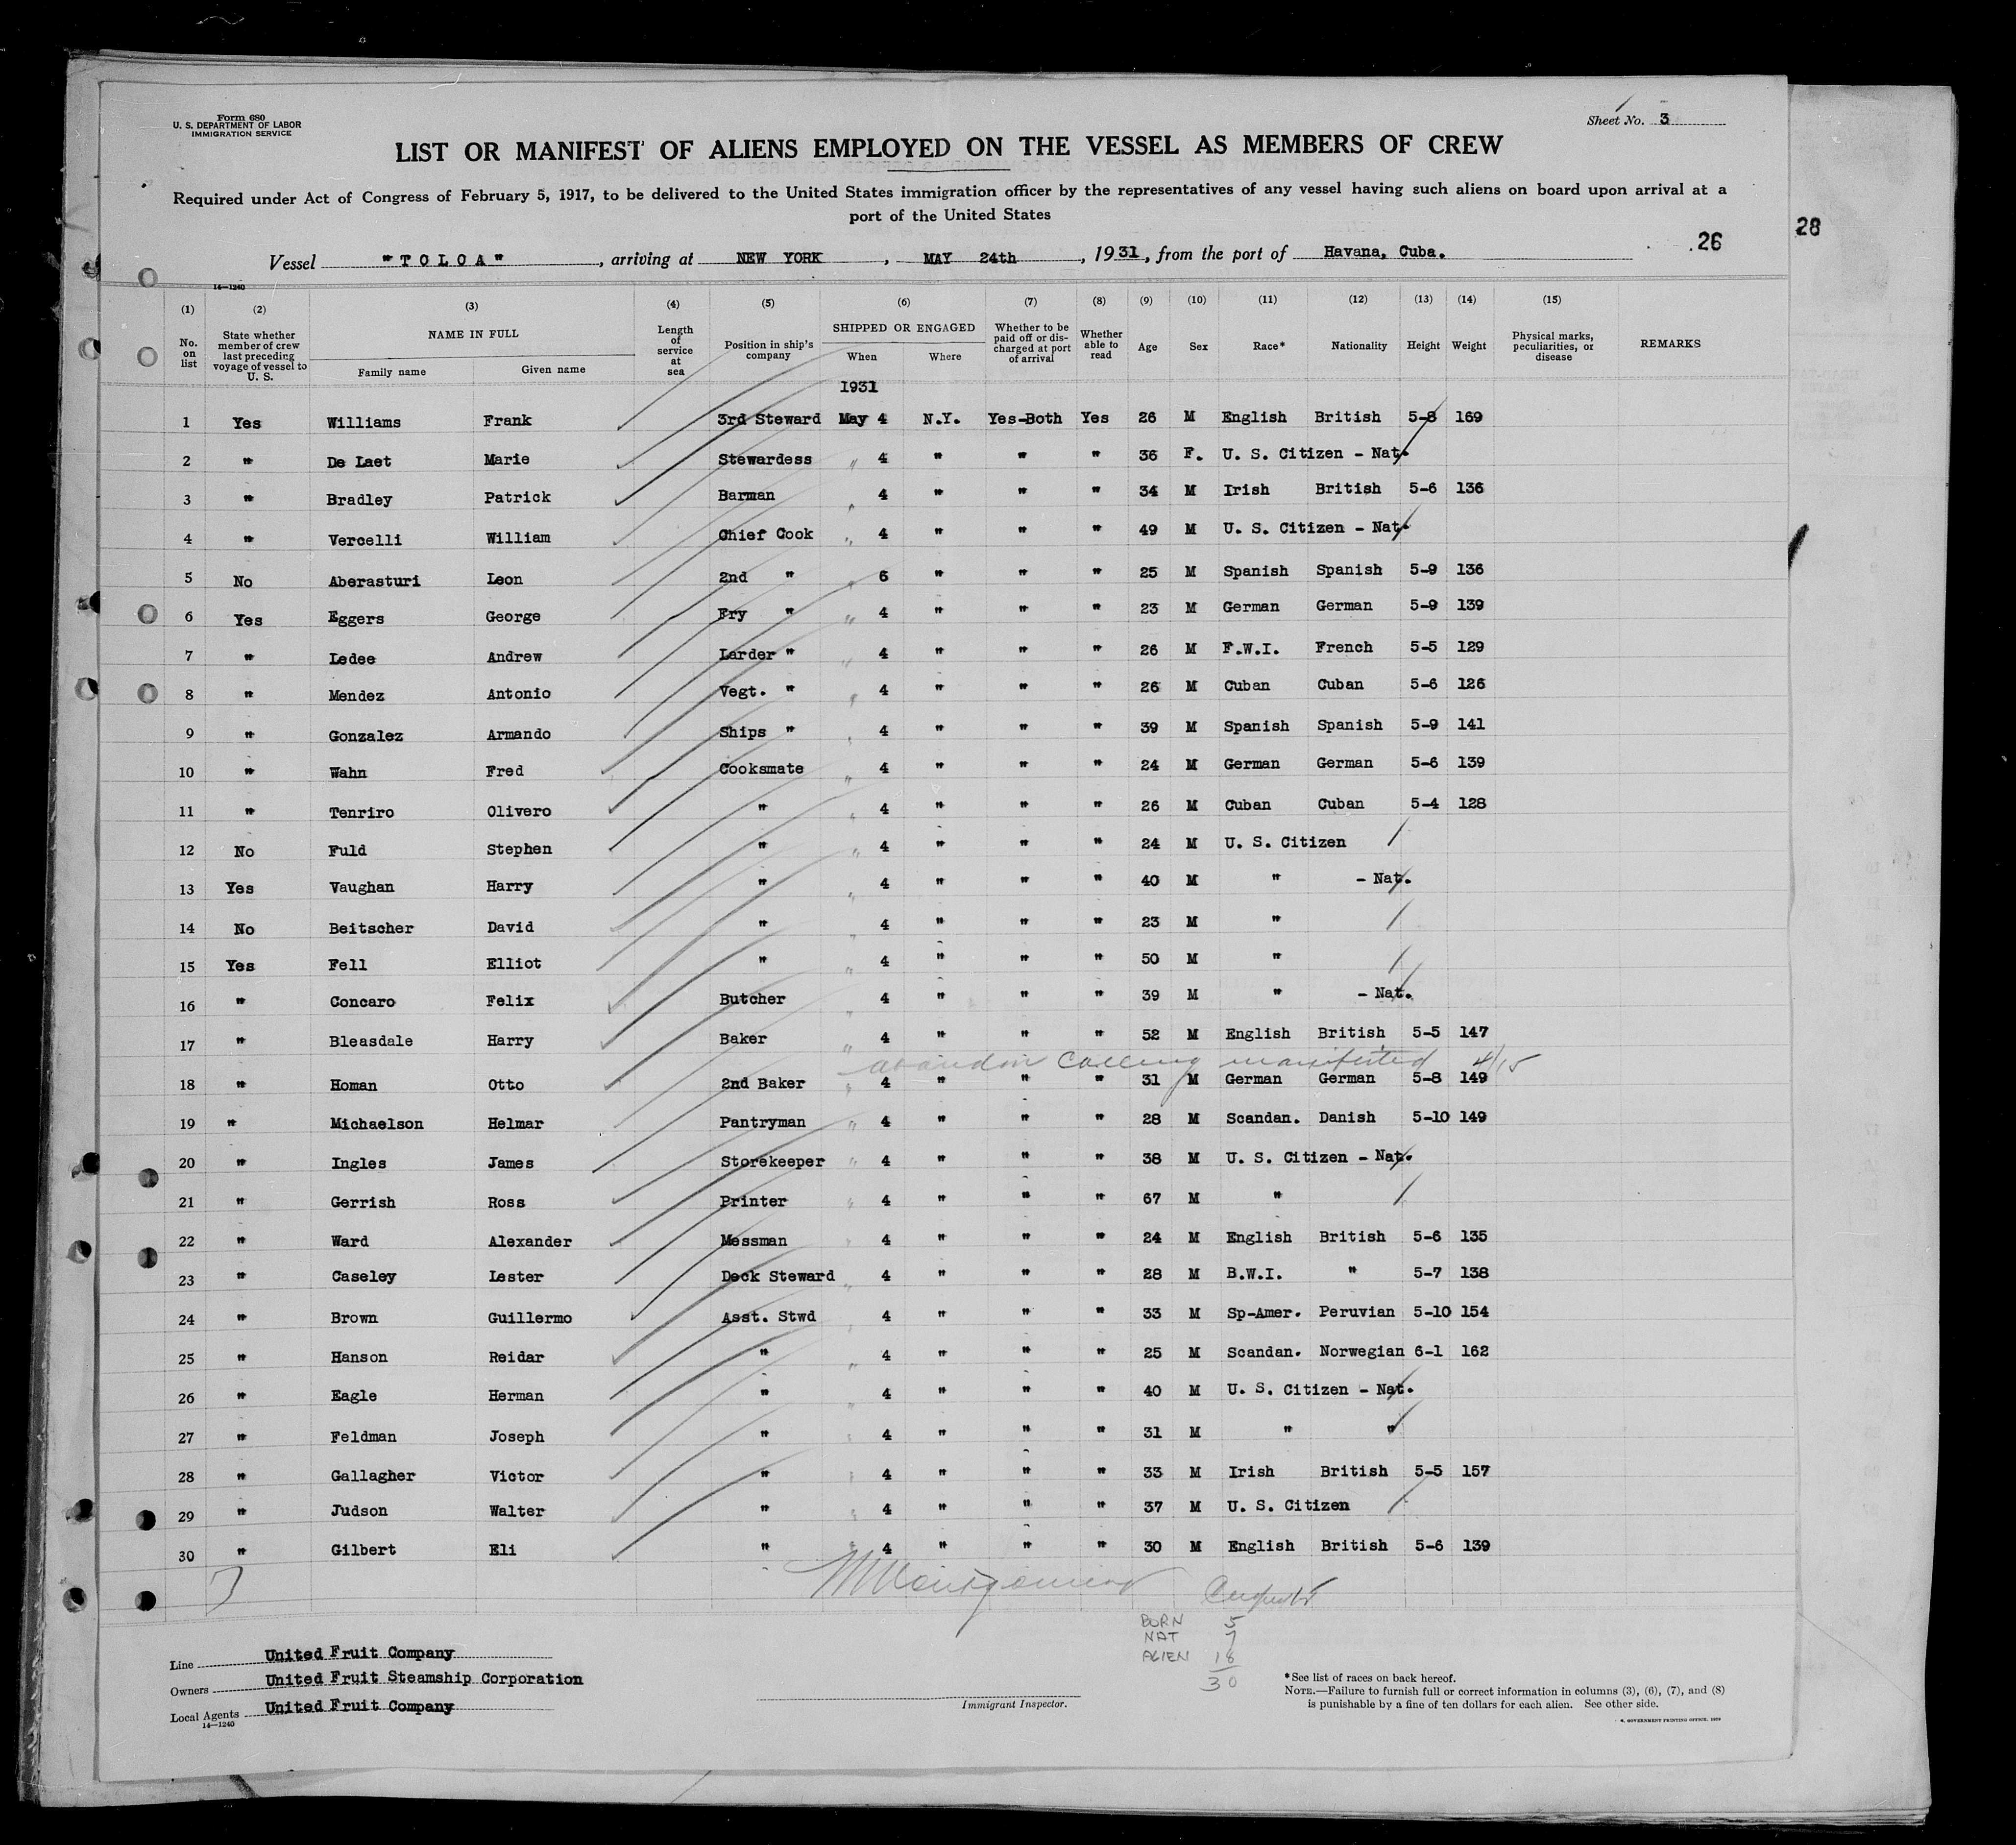 Form 680
U. S. DEPARTMENT OF LABOR
IMMIGRATION SERVICE
Sheet No. 3
LIST OR MANIFEST OF ALIENS EMPLOYED ON THE VESSEL AS MEMBERS OF CREW
Required under Act of Congress of February 5, 1917, to be delivered to the United States immigration officer by the representatives of any vessel having such aliens on board upon arrival at a
port of the United States
26
28
Vessel "TOLOA", arriving at NEW YORK, MAY 24th, 1931, from the port of Havana, Cuba.
14—1240
(1) (2) (3) (4) (5) (6) (7) (8) (9) (10) (11) (12) (13) (14) (15)
No. on list State whether member of crew last preceding voyage of vessel to U. S. NAME IN FULL Family name Given name Length of service at sea Position in ship's company SHIPPED OR ENGAGED When Where Whether to be paid off or discharged at port of arrival Whether able to read Age Sex Race* Nationality Height Weight Physical marks, peculiarities, or disease REMARKS
1931
1 Yes Williams Frank 3rd Steward May 4 N.Y. Yes-Both Yes 26 M English British 5-8 169
2 " De Laet Marie Stewardess " 4 " " " 36 F. U. S. Citizen - Nat.
3 " Bradley Patrick Barman " 4 " " " 34 M Irish British 5-6 136
4 " Vercelli William Chief Cook " 4 " " " 49 M U. S. Citizen - Nat.
5 No Aberasturi Leon 2nd " " 6 " " " 25 M Spanish Spanish 5-9 136
6 Yes Eggers George Fry " " 4 " " " 23 M German German 5-9 139
7 " Ledee Andrew Larder " " 4 " " " 26 M F.W.I. French 5-5 129
8 " Mendez Antonio Vegt. " " 4 " " " 26 M Cuban Cuban 5-6 126
9 " Gonzalez Armando Ships " " 4 " " " 39 M Spanish Spanish 5-9 141
10 " Wahn Fred Cooksmate " 4 " " " 24 M German German 5-6 139
11 " Tenriro Olivero " " 4 " " " 26 M Cuban Cuban 5-4 128
12 No Fuld Stephen " " 4 " " " 24 M U. S. Citizen
13 Yes Vaughan Harry " " 4 " " " 40 M " - Nat.
14 No Beitscher David " " 4 " " " 23 M "
15 Yes Fell Elliot " " 4 " " " 50 M "
16 " Concaro Felix Butcher " 4 " " " 39 M " - Nat.
17 " Bleasdale Harry Baker " 4 " " " 52 M English British 5-5 147
abandon calling manifested 4/15
18 " Homan Otto 2nd Baker " 4 " " " 31 M German German 5-8 149
19 " Michaelson Helmar Pantryman " 4 " " " 28 M Scandan. Danish 5-10 149
20 " Ingles James Storekeeper " 4 " " " 38 M U. S. Citizen - Nat.
21 " Gerrish Ross Printer " 4 " " " 67 M "
22 " Ward Alexander Messman " 4 " " " 24 M English British 5-6 135
23 " Caseley Lester Deck Steward " 4 " " " 28 M B.W.I. " 5-7 138
24 " Brown Guillermo Asst. Stwd " 4 " " " 33 M Sp-Amer. Peruvian 5-10 154
25 " Hanson Reidar " " 4 " " " 25 M Scandan. Norwegian 6-1 162
26 " Eagle Herman " " 4 " " " 40 M U. S. Citizen - Nat.
27 " Feldman Joseph " " 4 " " " 31 M " "
28 " Gallagher Victor " " 4 " " " 33 M Irish British 5-5 157
29 " Judson Walter " " 4 " " " 37 M U. S. Citizen
30 " Gilbert Eli " " 4 " " " 30 M English British 5-6 139
Montgomery
BORN 5
NAT 7
ALIEN 18
30
Line United Fruit Company
Owners United Fruit Steamship Corporation
Local Agents United Fruit Company
14—1240
Immigrant Inspector.
*See list of races on back hereof.
NOTE.—Failure to furnish full or correct information in columns (3), (6), (7), and (8)
is punishable by a fine of ten dollars for each alien. See other side.
GOVERNMENT PRINTING OFFICE. 1929